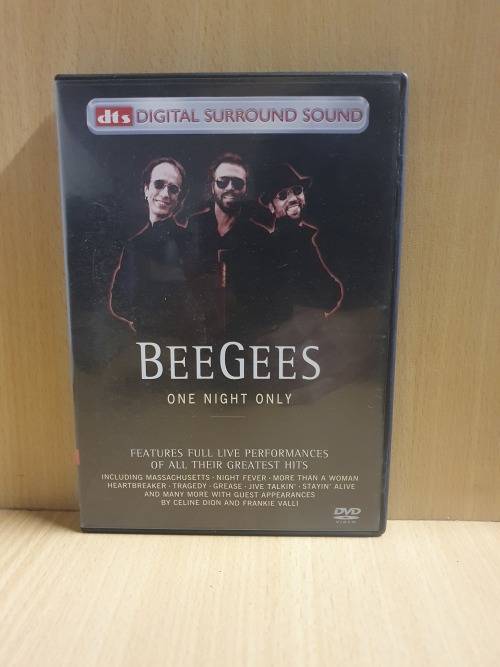 dts DIGITAL SURROUND SOUND
BEEGEES
ONE NIGHT ONLY
FEATURES FULL LIVE PERFORMANCES
OF ALL THEIR GREATEST HITS
INCLUDING MASSACHUSETTS · NIGHT FEVER · MORE THAN A WOMAN
HEARTBREAKER · TRAGEDY · GREASE · JIVE TALKIN' · STAYIN' ALIVE
AND MANY MORE WITH GUEST APPEARANCES
BY CELINE DION AND FRANKIE VALLI
DVD
VIDEO